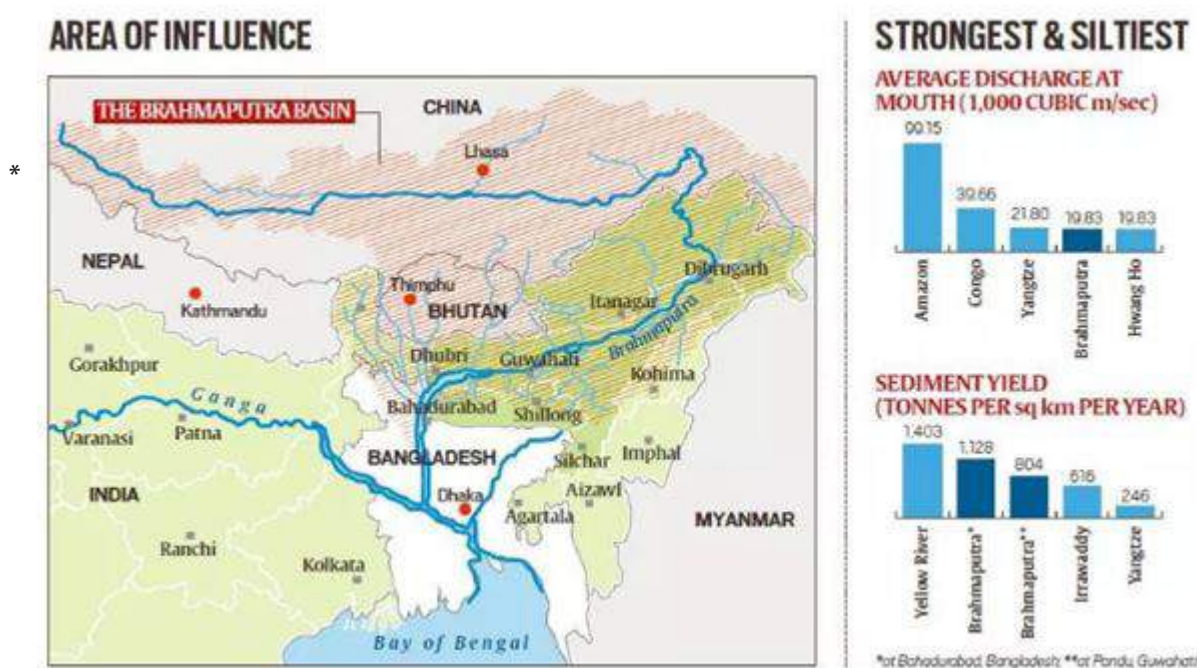 AREA OF INFLUENCE
THE BRAHMAPUTRA BASIN
CHINA
Lhasa
*
NEPAL
Kathmandu
Thimphu
BHUTAN
Dibrugarh
Itanagar
Brahmaputra
Gorakhpur
Dhubri
Guwahati
Kohima
Ganga
Bahadurabad
Shillong
Varanasi
Patna
BANGLADESH
Silchar
Imphal
INDIA
Dhaka
Aizawl
Agartala
MYANMAR
Ranchi
Kolkata
Bay of Bengal
STRONGEST & SILTIEST
AVERAGE DISCHARGE AT
MOUTH (1,000 CUBIC m/sec)
99.15
39.66
21.80
19.83
19.83
Amazon
Congo
Yangtze
Brahmaputra
Hwang Ho
SEDIMENT YIELD
(TONNES PER sq km PER YEAR)
1,403
1,128
804
616
246
Yellow River
Brahmaputra*
Brahmaputra**
Irrawaddy
Yangtze
*at Bahadurabad, Bangladesh; **at Pandu, Guwahati